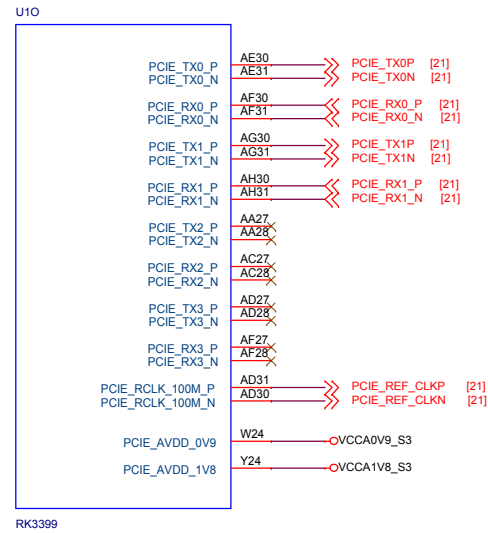 U1O
PCIE_TX0_P AE30 PCIE_TX0P [21]
PCIE_TX0_N AE31 PCIE_TX0N [21]
PCIE_RX0_P AF30 PCIE_RX0_P [21]
PCIE_RX0_N AF31 PCIE_RX0_N [21]
PCIE_TX1_P AG30 PCIE_TX1P [21]
PCIE_TX1_N AG31 PCIE_TX1N [21]
PCIE_RX1_P AH30 PCIE_RX1_P [21]
PCIE_RX1_N AH31 PCIE_RX1_N [21]
PCIE_TX2_P AA27
PCIE_TX2_N AA28
PCIE_RX2_P AC27
PCIE_RX2_N AC28
PCIE_TX3_P AD27
PCIE_TX3_N AD28
PCIE_RX3_P AF27
PCIE_RX3_N AF28
PCIE_RCLK_100M_P AD31 PCIE_REF_CLKP [21]
PCIE_RCLK_100M_N AD30 PCIE_REF_CLKN [21]
PCIE_AVDD_0V9 W24 VCCA0V9_S3
PCIE_AVDD_1V8 Y24 VCCA1V8_S3
RK3399